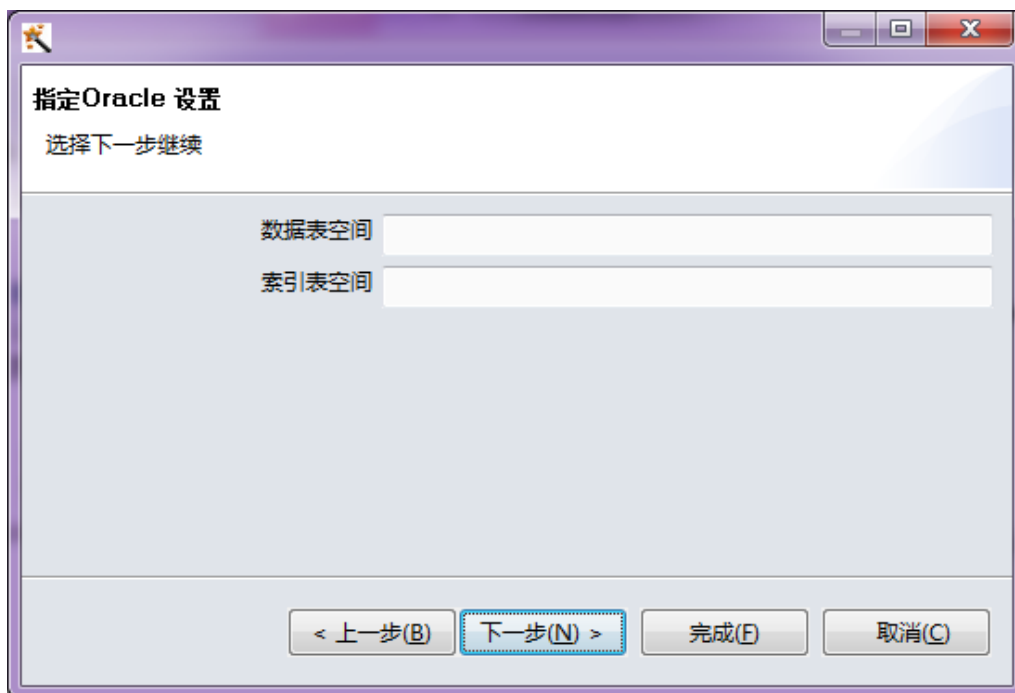 指定Oracle 设置
选择下一步继续
数据表空间
索引表空间
< 上一步(B)
下一步(N) >
完成(F)
取消(C)